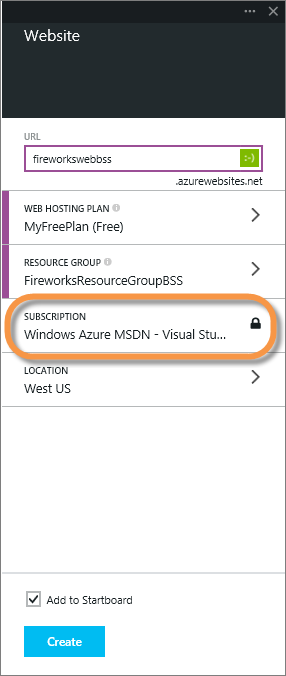 Website
URL
fireworkswebbss
:-)
.azurewebsites.net
WEB HOSTING PLAN
MyFreePlan (Free)
RESOURCE GROUP
FireworksResourceGroupBSS
SUBSCRIPTION
Windows Azure MSDN - Visual Stu...
LOCATION
West US
Add to Startboard
Create